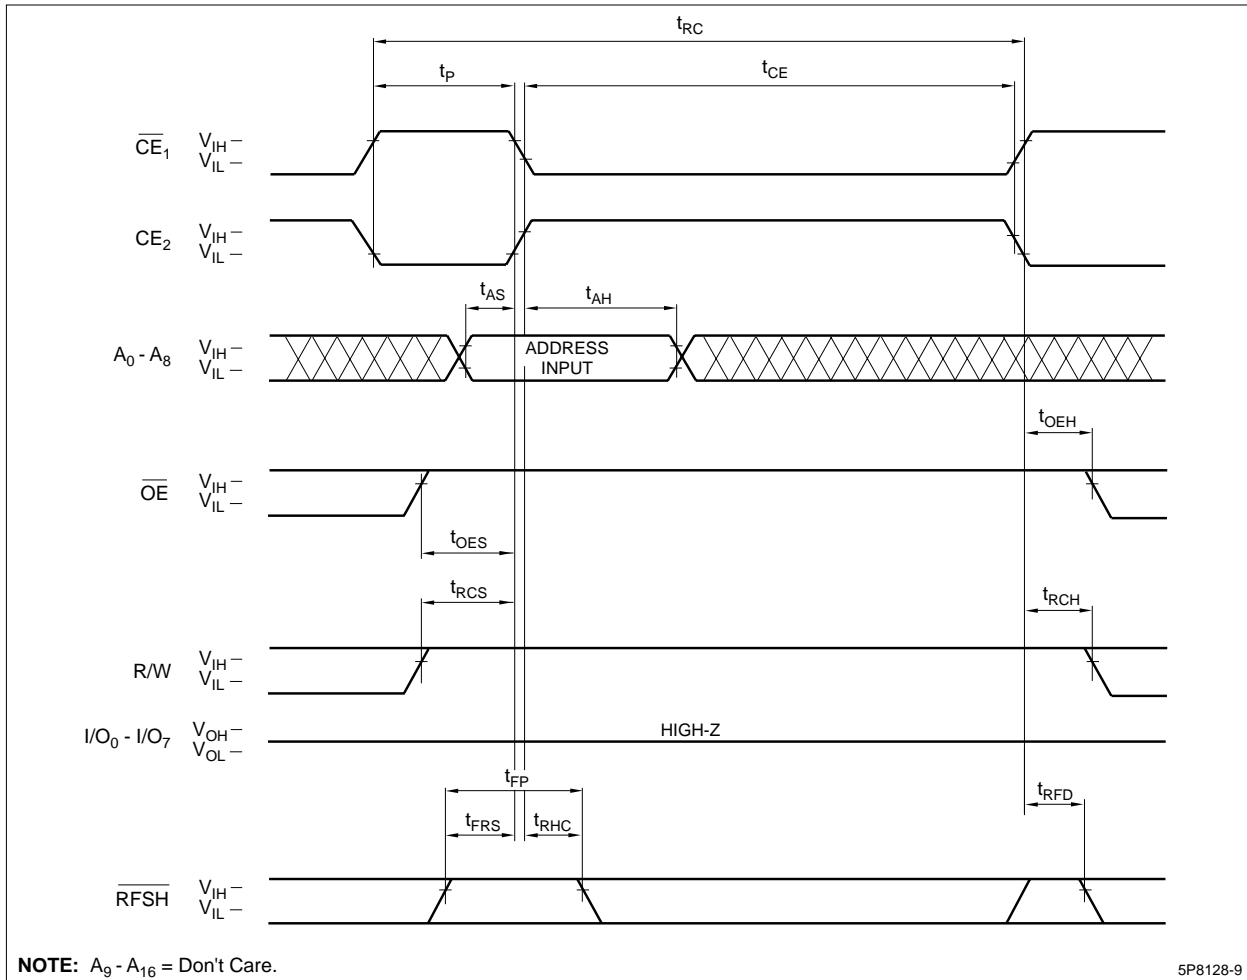 tRC
tP
tCE
CE1 VIH
VIL
CE2 VIH
VIL
tAS
tAH
A0 - A8 VIH
VIL
ADDRESS
INPUT
tOEH
OE VIH
VIL
tOES
tRCS
tRCH
R/W VIH
VIL
I/O0 - I/O7 VOH
VOL
HIGH-Z
tFP
tRFD
tFRS
tRHC
RFSH VIH
VIL
NOTE: A9 - A16 = Don't Care.
5P8128-9